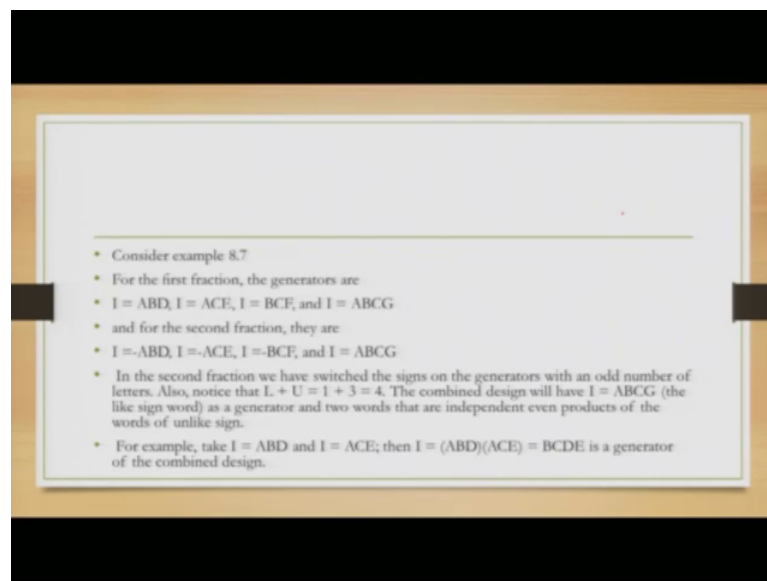 • Consider example 8.7
• For the first fraction, the generators are
• I = ABD, I = ACE, I = BCF, and I = ABCG
• and for the second fraction, they are
• I =-ABD, I =-ACE, I =-BCF, and I = ABCG
• In the second fraction we have switched the signs on the generators with an odd number of
letters. Also, notice that L + U = 1 + 3 = 4. The combined design will have I = ABCG (the
like sign word) as a generator and two words that are independent even products of the
words of unlike sign.
• For example, take I = ABD and I = ACE; then I = (ABD)(ACE) = BCDE is a generator
of the combined design.